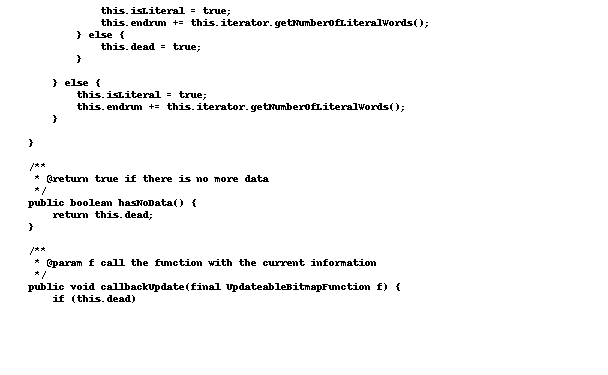 this.isLiteral = true;
            this.endrun += this.iterator.getNumberOfLiteralWords();
        } else {
            this.dead = true;
        }
    } else {
        this.isLiteral = true;
        this.endrun += this.iterator.getNumberOfLiteralWords();
    }
}
/**
 * @return true if there is no more data
 */
public boolean hasNoData() {
    return this.dead;
}
/**
 * @param f call the function with the current information
 */
public void callbackUpdate(final UpdateableBitmapFunction f) {
    if (this.dead)